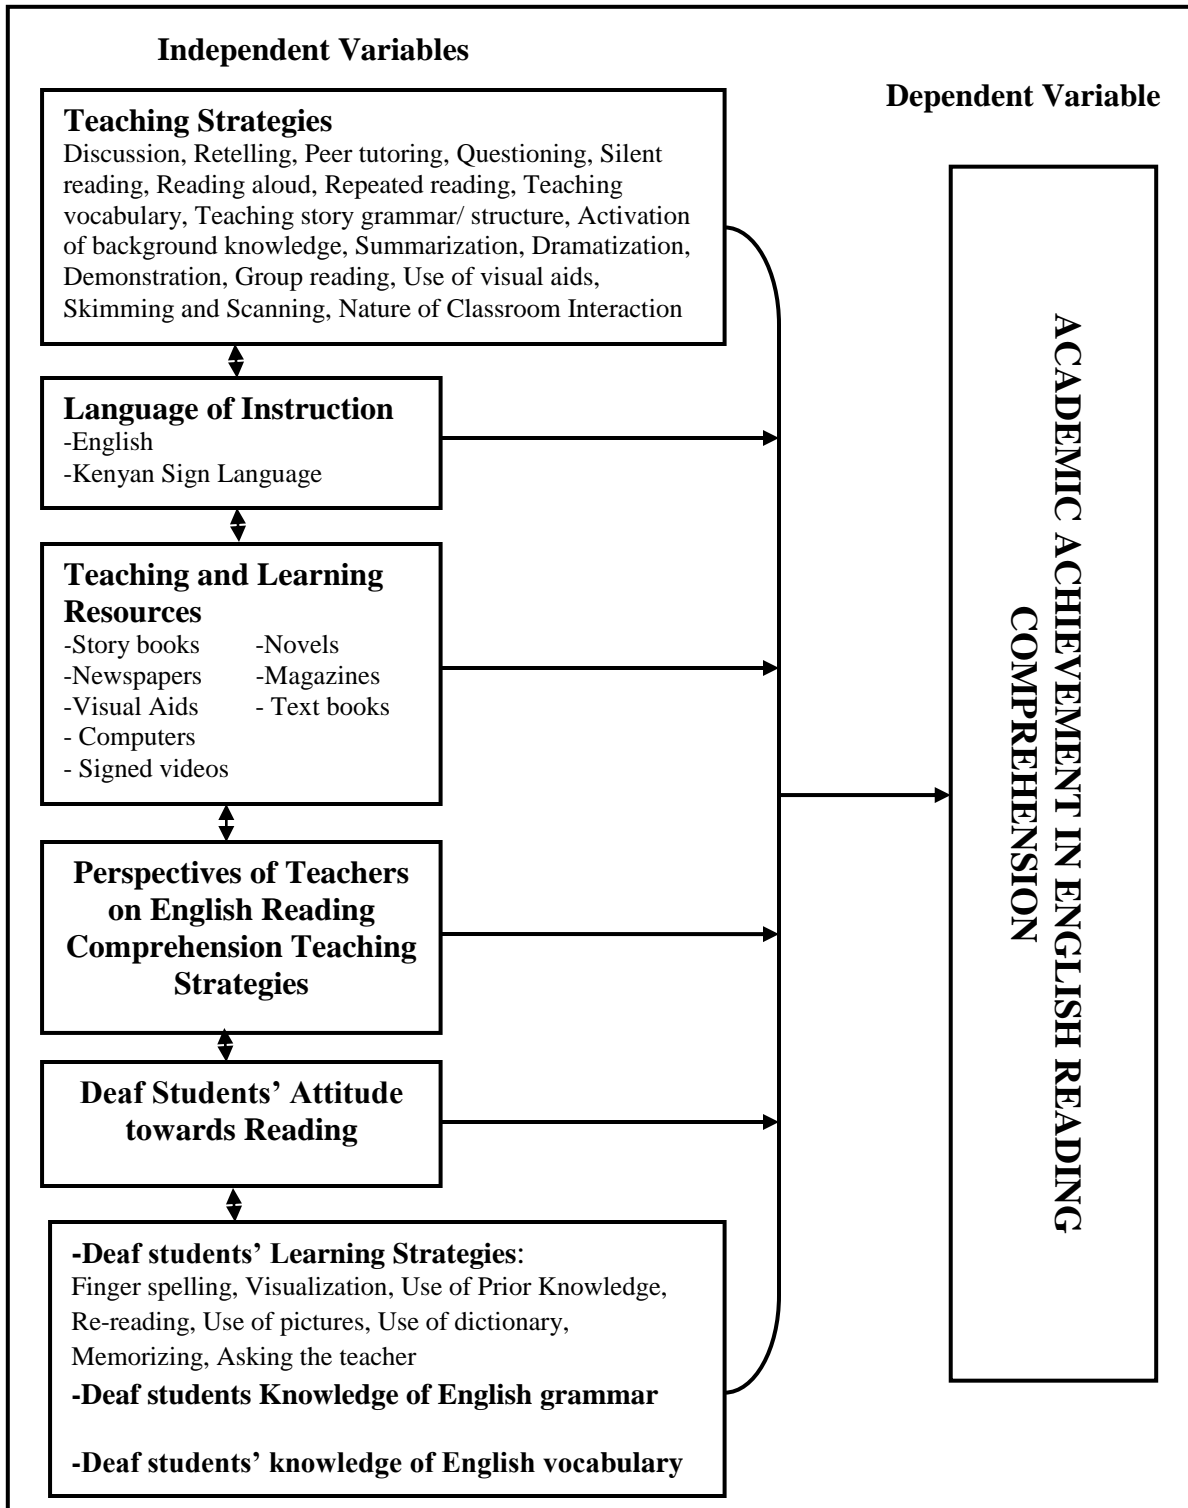 Independent Variables
Dependent Variable
Teaching Strategies
Discussion, Retelling, Peer tutoring, Questioning, Silent
reading, Reading aloud, Repeated reading, Teaching
vocabulary, Teaching story grammar/ structure, Activation
of background knowledge, Summarization, Dramatization,
Demonstration, Group reading, Use of visual aids,
Skimming and Scanning, Nature of Classroom Interaction
Language of Instruction
-English
-Kenyan Sign Language
Teaching and Learning
Resources
-Story books -Novels
-Newspapers -Magazines
-Visual Aids - Text books
- Computers
- Signed videos
Perspectives of Teachers
on English Reading
Comprehension Teaching
Strategies
Deaf Students’ Attitude
towards Reading
-Deaf students’ Learning Strategies:
Finger spelling, Visualization, Use of Prior Knowledge,
Re-reading, Use of pictures, Use of dictionary,
Memorizing, Asking the teacher
-Deaf students Knowledge of English grammar
-Deaf students’ knowledge of English vocabulary
ACADEMIC ACHIEVEMENT IN ENGLISH READING
COMPREHENSION